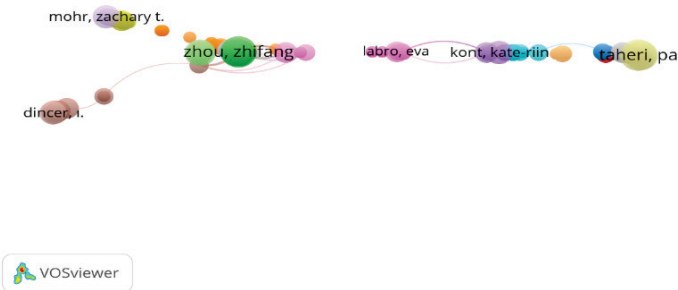 mohr, zachary t.
zhou, zhifang
labro, eva
kont, kate-riin
taheri, pa
dincer, i.
VOSviewer